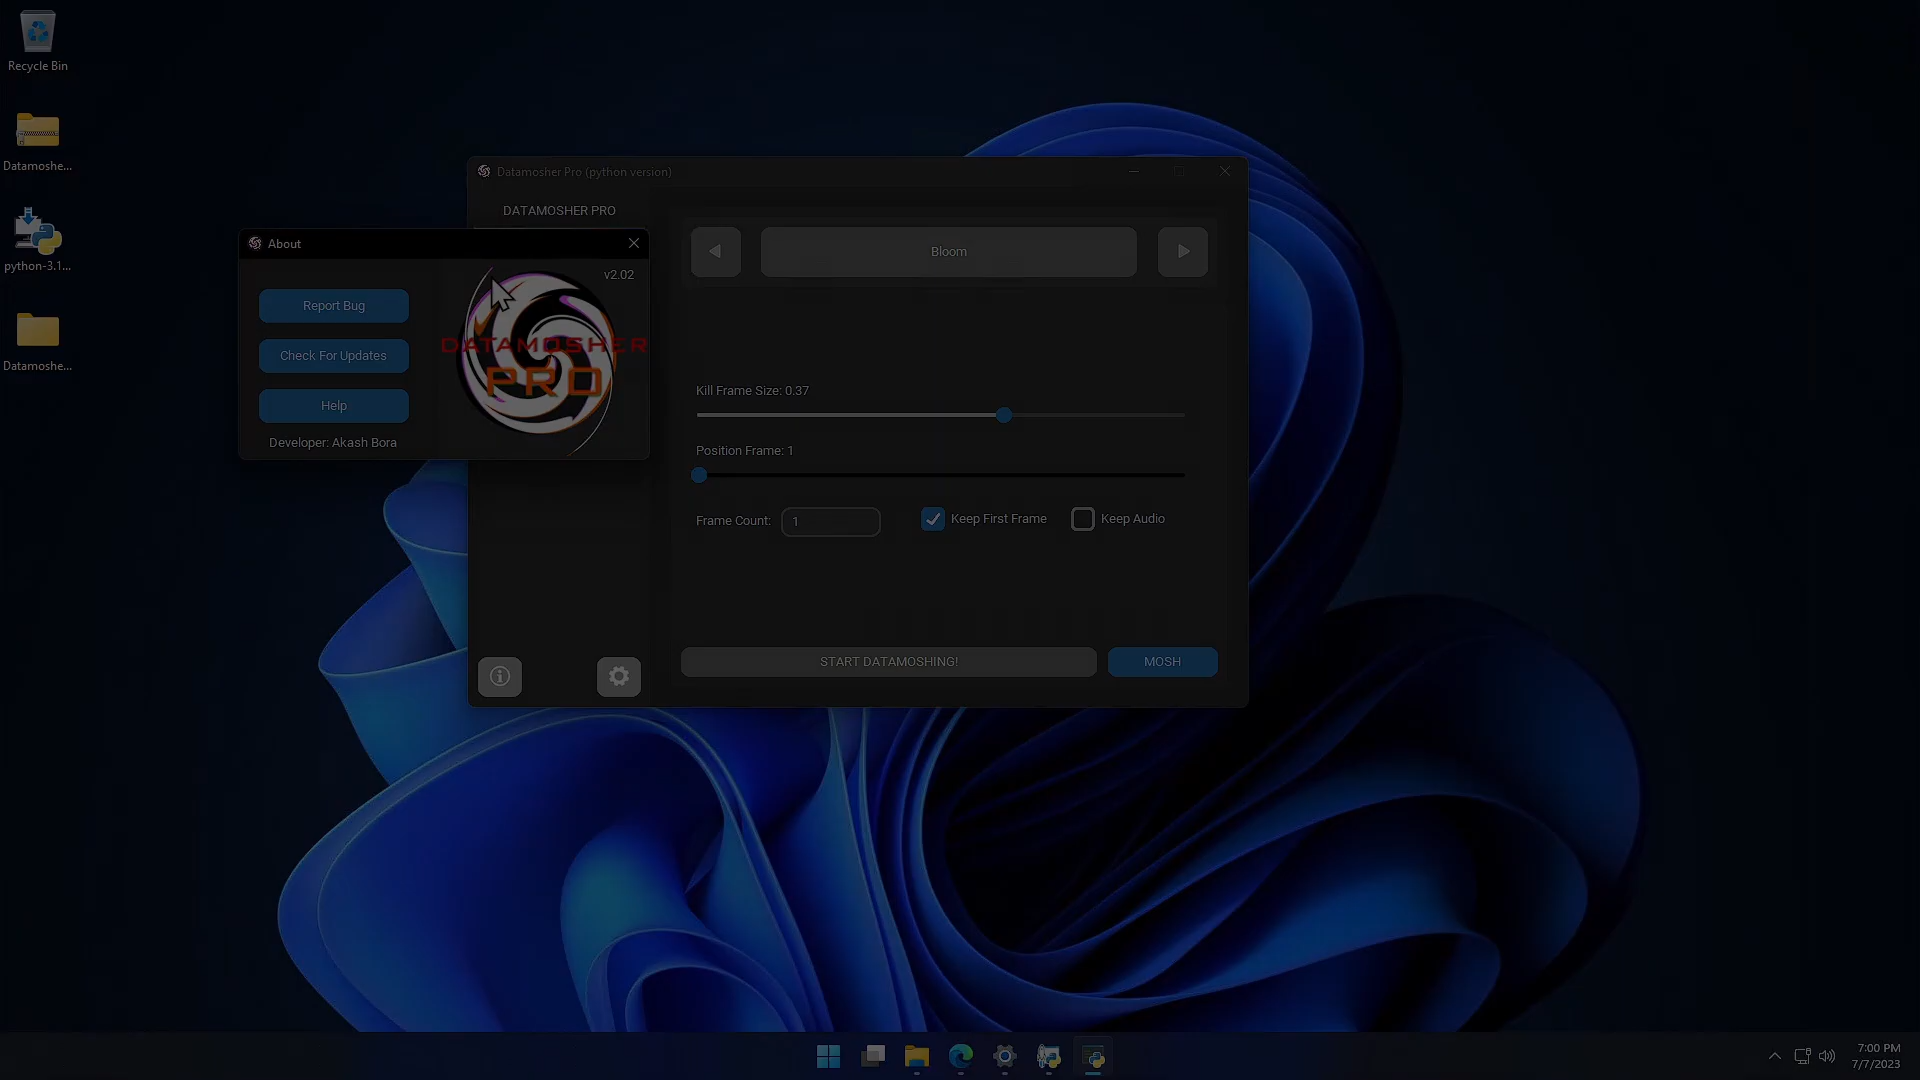 Recycle Bin
Datamoshe...
python-3.1...
Datamoshe...
Datamosher Pro (python version)
DATAMOSHER PRO
About
v2.02
Report Bug
Check For Updates
Help
Developer: Akash Bora
DATAMOSHER
PRO
Bloom
Kill Frame Size: 0.37
Position Frame: 1
Frame Count:
1
Keep First Frame
Keep Audio
START DATAMOSHING!
MOSH
7:00 PM
7/7/2023